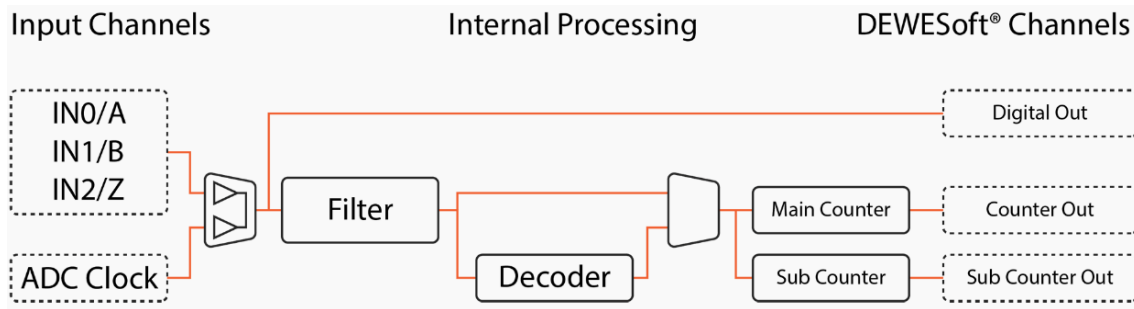 Input Channels
Internal Processing
DEWESoft® Channels
IN0/A
IN1/B
IN2/Z
ADC Clock
Filter
Decoder
Main Counter
Sub Counter
Digital Out
Counter Out
Sub Counter Out